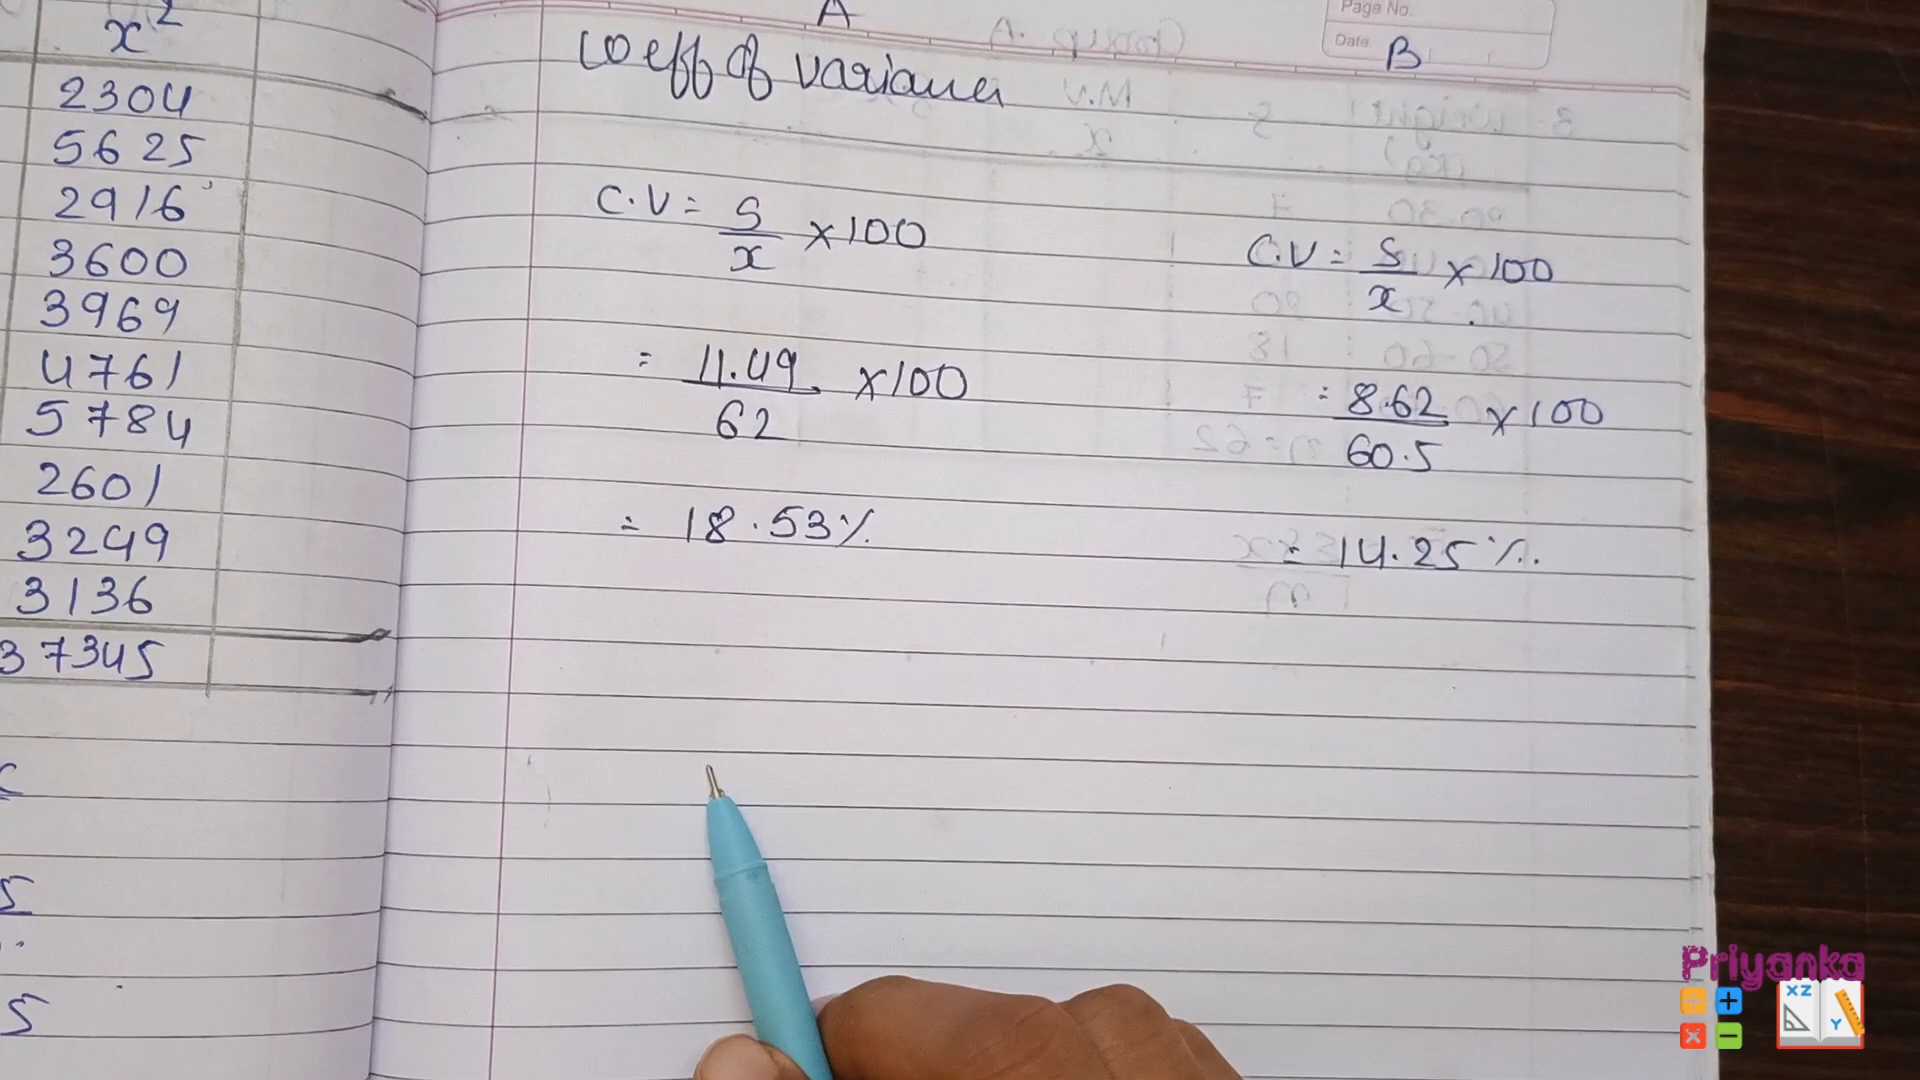 x²
2304
5625
2916
3600
3969
4761
5784
2601
3249
3136
37345
A
Page No.
Date
B
coeff of variance
C.V = S/x × 100
= 11.49/62 × 100
= 18.53%
C.V = S/x × 100
= 8.62/60.5 × 100
= 14.25%.
Priyanka
XZ
Y